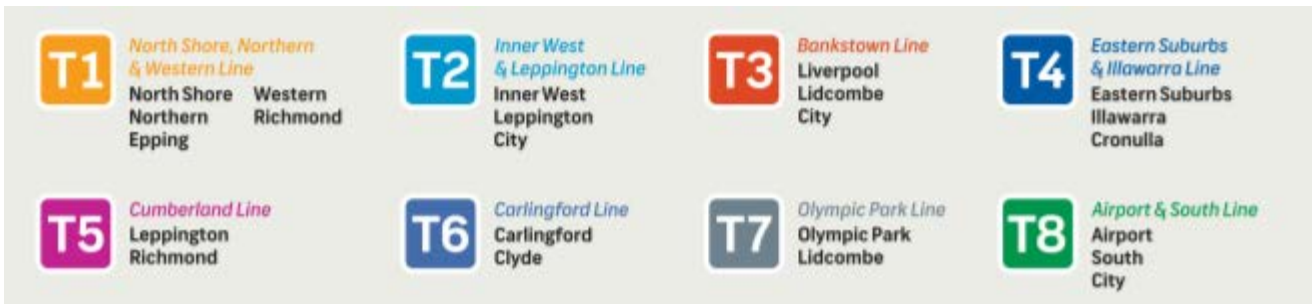 T1
North Shore, Northern
& Western Line
North Shore Western
Northern Richmond
Epping
T2
Inner West
& Leppington Line
Inner West
Leppington
City
T3
Bankstown Line
Liverpool
Lidcombe
City
T4
Eastern Suburbs
& Illawarra Line
Eastern Suburbs
Illawarra
Cronulla
T5
Cumberland Line
Leppington
Richmond
T6
Carlingford Line
Carlingford
Clyde
T7
Olympic Park Line
Olympic Park
Lidcombe
T8
Airport & South Line
Airport
South
City